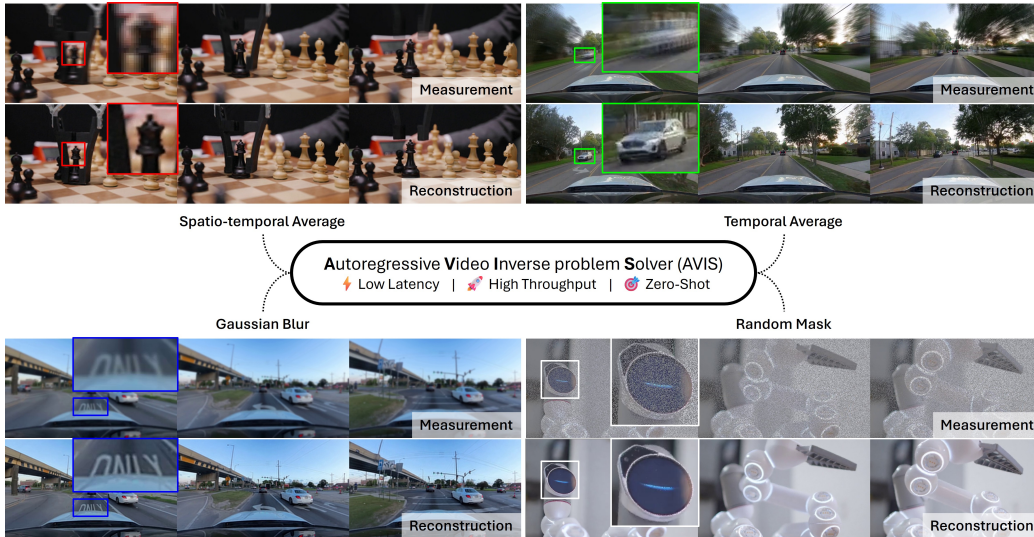 Measurement
Measurement
Reconstruction
Reconstruction
Spatio-temporal Average
Temporal Average
Autoregressive Video Inverse problem Solver (AVIS)
Low Latency | High Throughput | Zero-Shot
Gaussian Blur
Random Mask
ONLY
Measurement
Measurement
ONLY
Reconstruction
Reconstruction